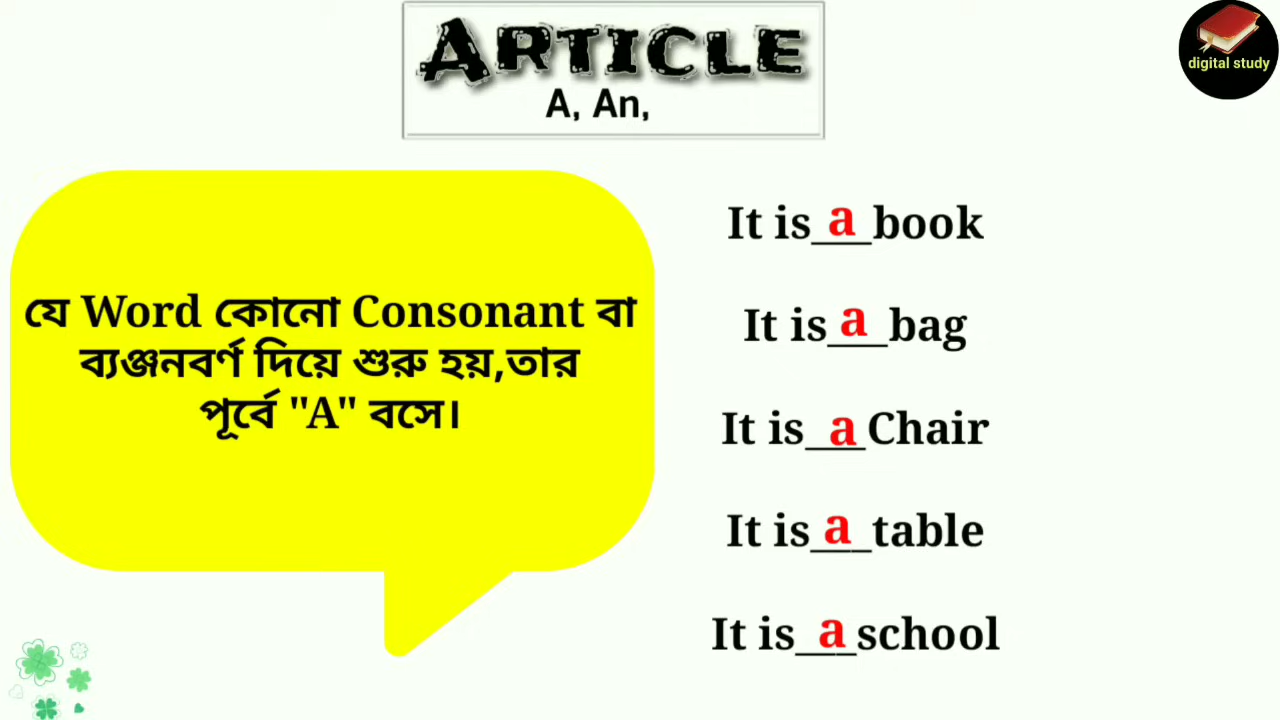 ARTICLE
A, An,
digital study
যে Word কোনো Consonant বা
ব্যঞ্জনবর্ণ দিয়ে শুরু হয়,তার
পূর্বে "A" বসে।
It is a book
It is a bag
It is a Chair
It is a table
It is a school